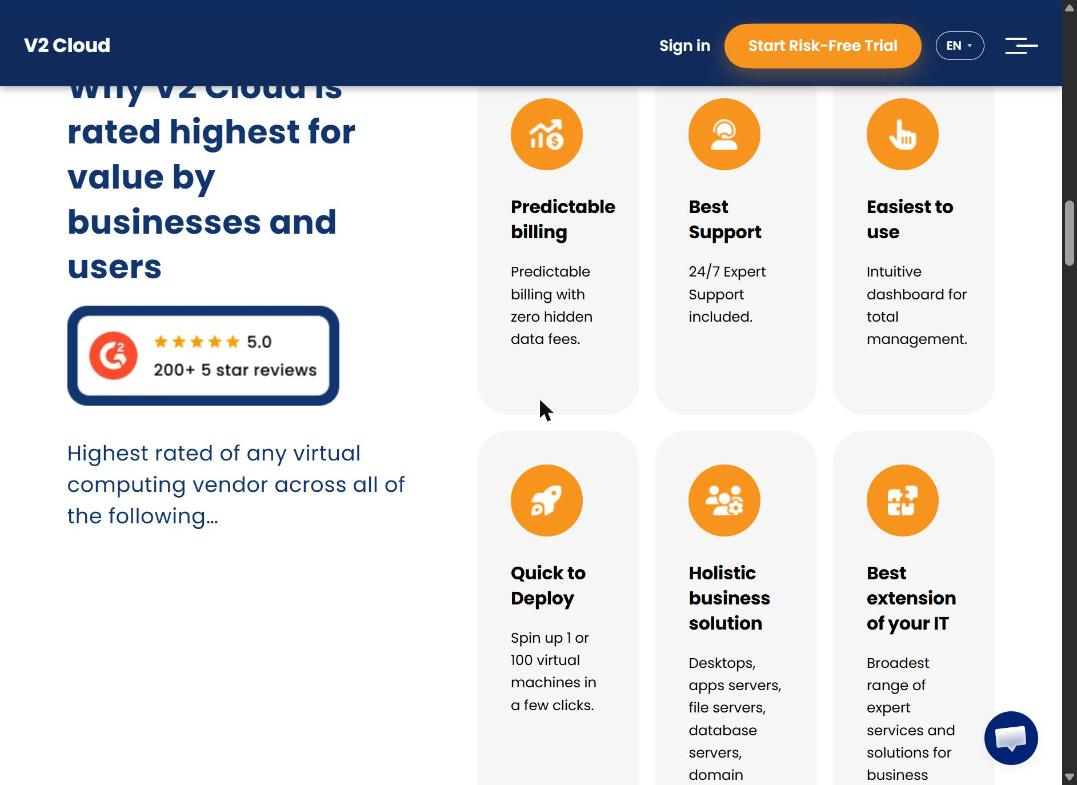 V2 Cloud
Sign in
Start Risk-Free Trial
EN
Why V2 Cloud is
rated highest for
value by
businesses and
users
5.0
200+ 5 star reviews
Highest rated of any virtual
computing vendor across all of
the following...
Predictable
billing
Predictable
billing with
zero hidden
data fees.
Best
Support
24/7 Expert
Support
included.
Easiest to
use
Intuitive
dashboard for
total
management.
Quick to
Deploy
Spin up 1 or
100 virtual
machines in
a few clicks.
Holistic
business
solution
Desktops,
apps servers,
file servers,
database
servers,
domain
Best
extension
of your IT
Broadest
range of
expert
services and
solutions for
business